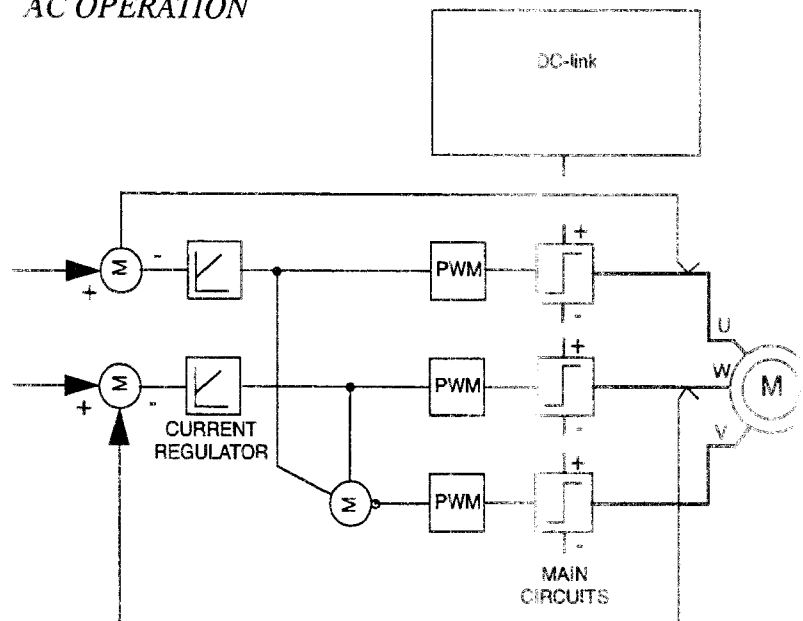 AC OPERATION
DC-link
Σ
-
+
PWM
+
-
U
Σ
+
-
PWM
+
-
W
M
CURRENT
REGULATOR
V
Σ
PWM
+
-
MAIN
CIRCUITS